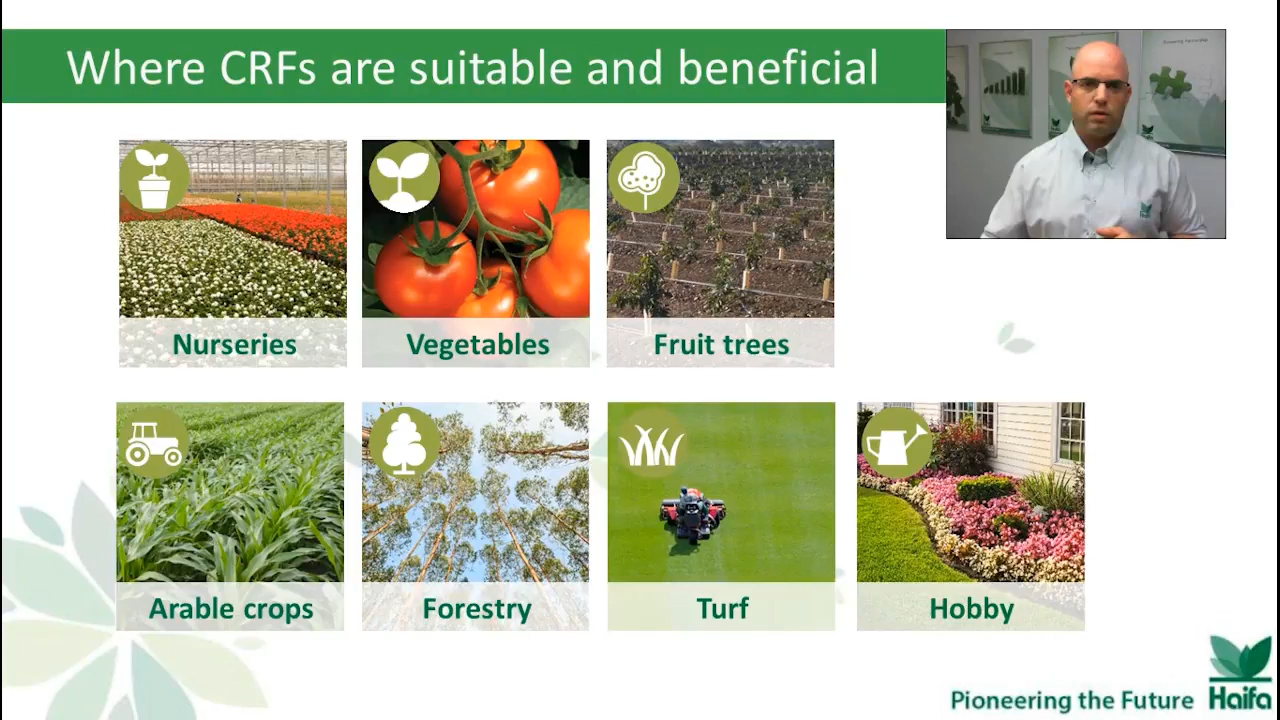 Where CRFs are suitable and beneficial
Nurseries
Vegetables
Fruit trees
Arable crops
Forestry
Turf
Hobby
Pioneering the Future
Haifa